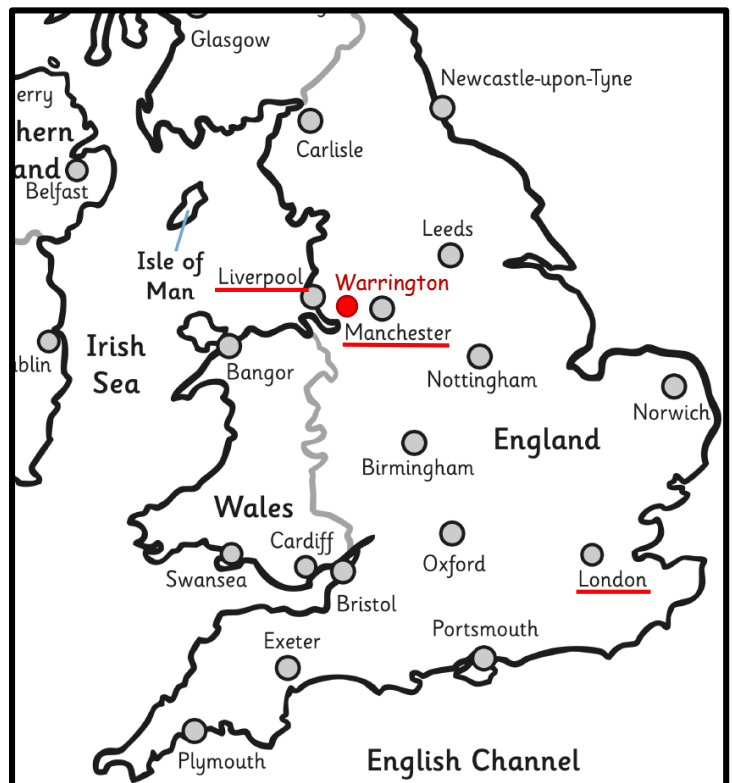 Glasgow
Newcastle-upon-Tyne
erry
hern
and
Carlisle
Belfast
Leeds
Isle of
Man
Liverpool
Warrington
Manchester
blin
Irish
Sea
Bangor
Nottingham
Norwich
England
Birmingham
Wales
Cardiff
Swansea
Oxford
London
Bristol
Portsmouth
Exeter
Plymouth
English Channel